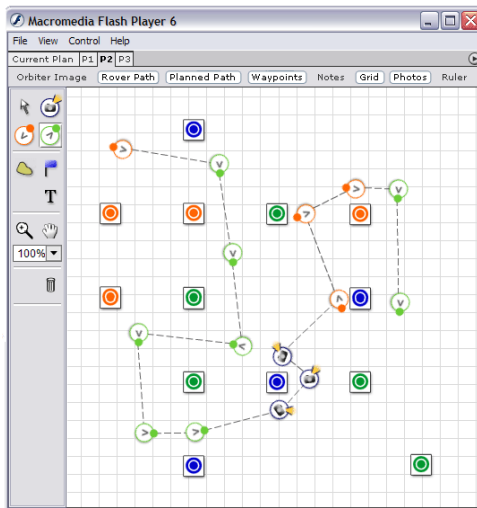 Macromedia Flash Player 6
File View Control Help
Current Plan P1 P2 P3
Orbiter Image Rover Path Planned Path Waypoints Notes Grid Photos Ruler
T
100%